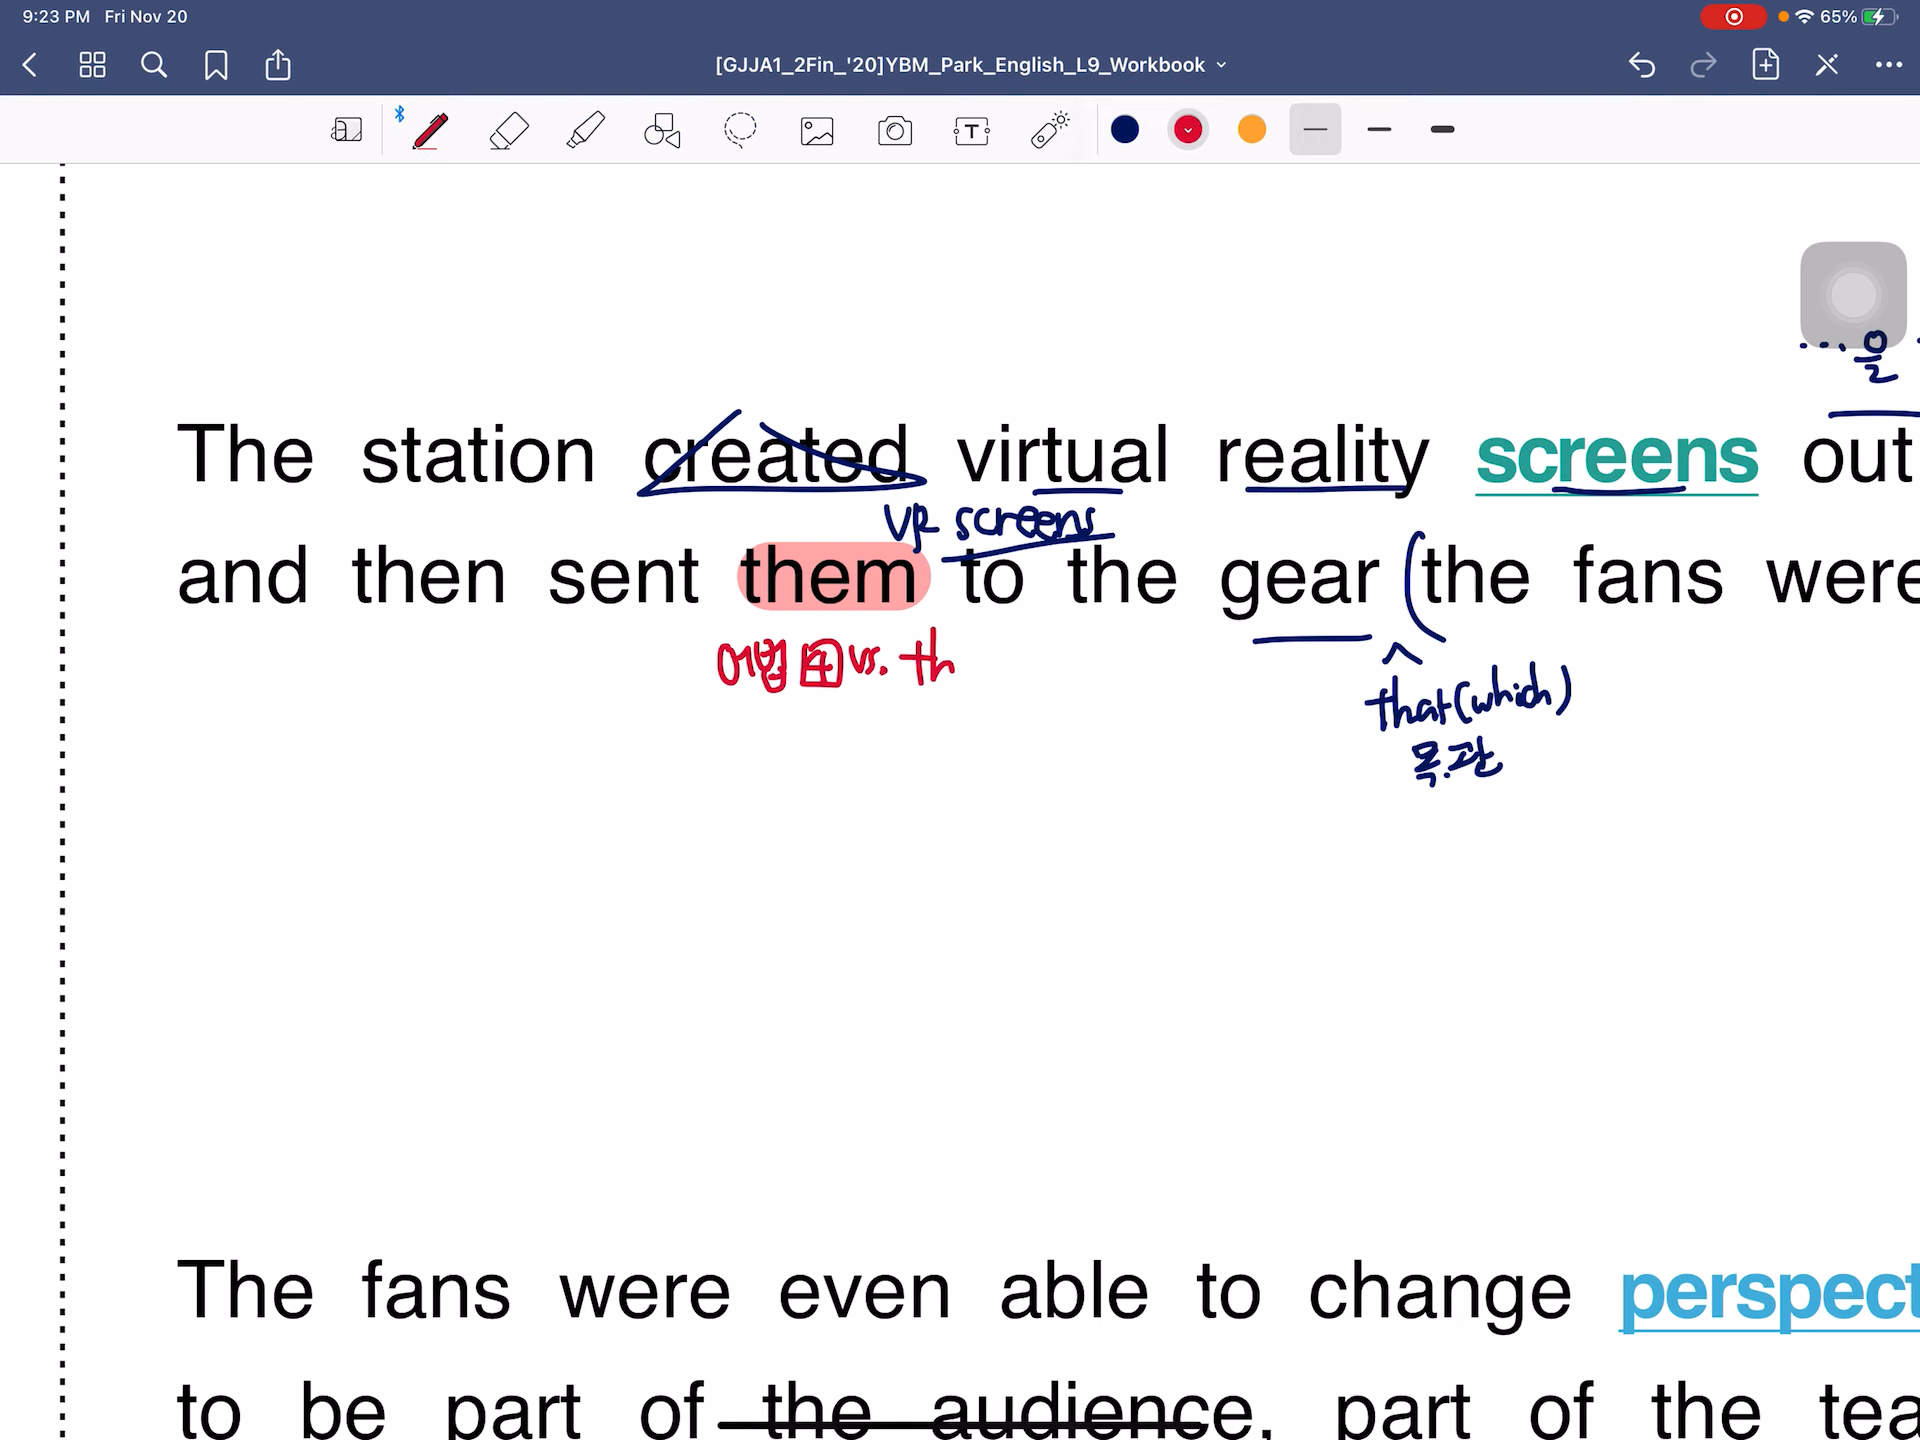 9:23 PM Fri Nov 20
65%
[GJJA1_2Fin_'20]YBM_Park_English_L9_Workbook
을
The station created virtual reality screens out
VR screens
and then sent them to the gear (the fans were
어법 vs. th
that(which)
목.관
The fans were even able to change perspect
to be part of the audience, part of the tea